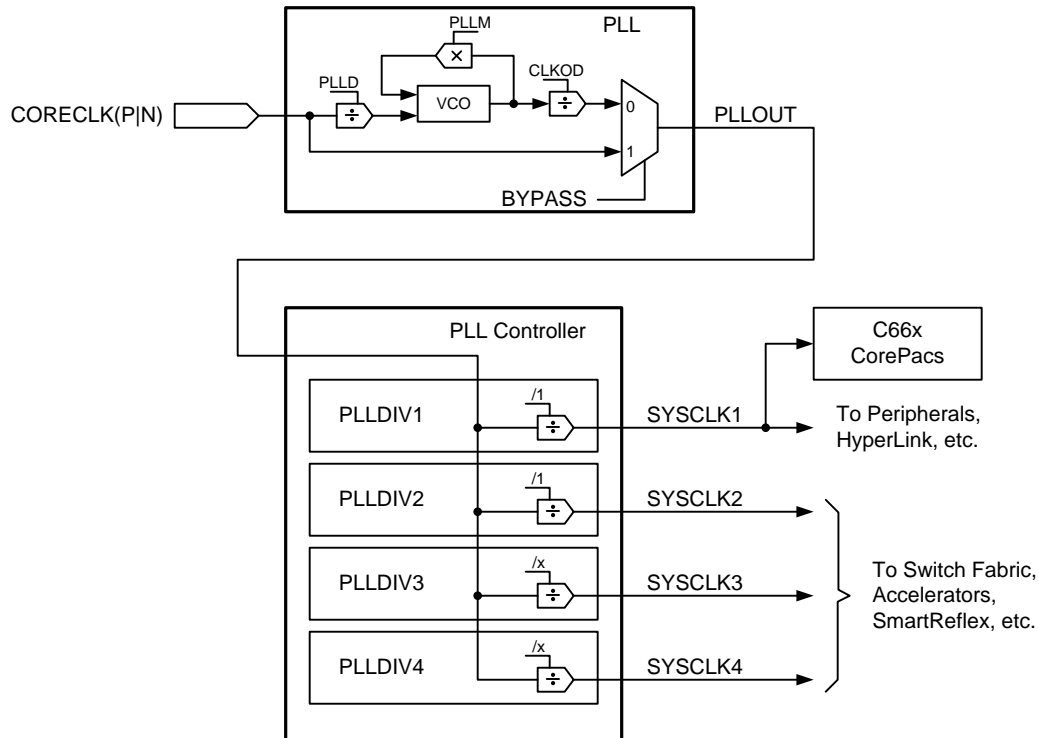 PLL
PLLM
×
PLLD
÷
VCO
CLKOD
÷
0
1
CORECLK(P|N)
PLLOUT
BYPASS
PLL Controller
C66x
CorePacs
PLLDIV1
/1
÷
SYSCLK1
To Peripherals,
HyperLink, etc.
PLLDIV2
/1
÷
SYSCLK2
PLLDIV3
/x
÷
SYSCLK3
To Switch Fabric,
Accelerators,
SmartReflex, etc.
PLLDIV4
/x
÷
SYSCLK4